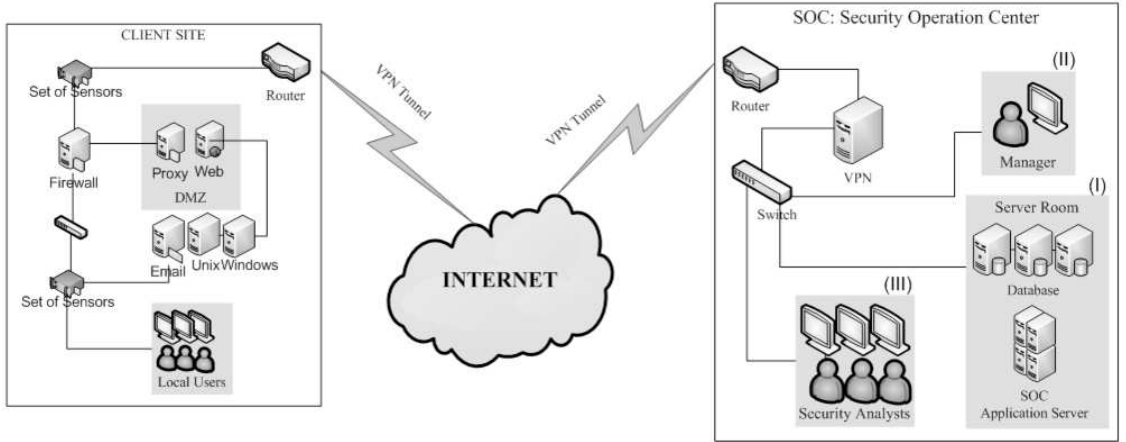 CLIENT SITE
Set of Sensors
Router
Firewall
Proxy Web
DMZ
Email Unix Windows
Set of Sensors
Local Users
VPN Tunnel
INTERNET
VPN Tunnel
SOC: Security Operation Center
Router
VPN
Switch
(II)
Manager
(I)
Server Room
Database
SOC
Application Server
(III)
Security Analysts